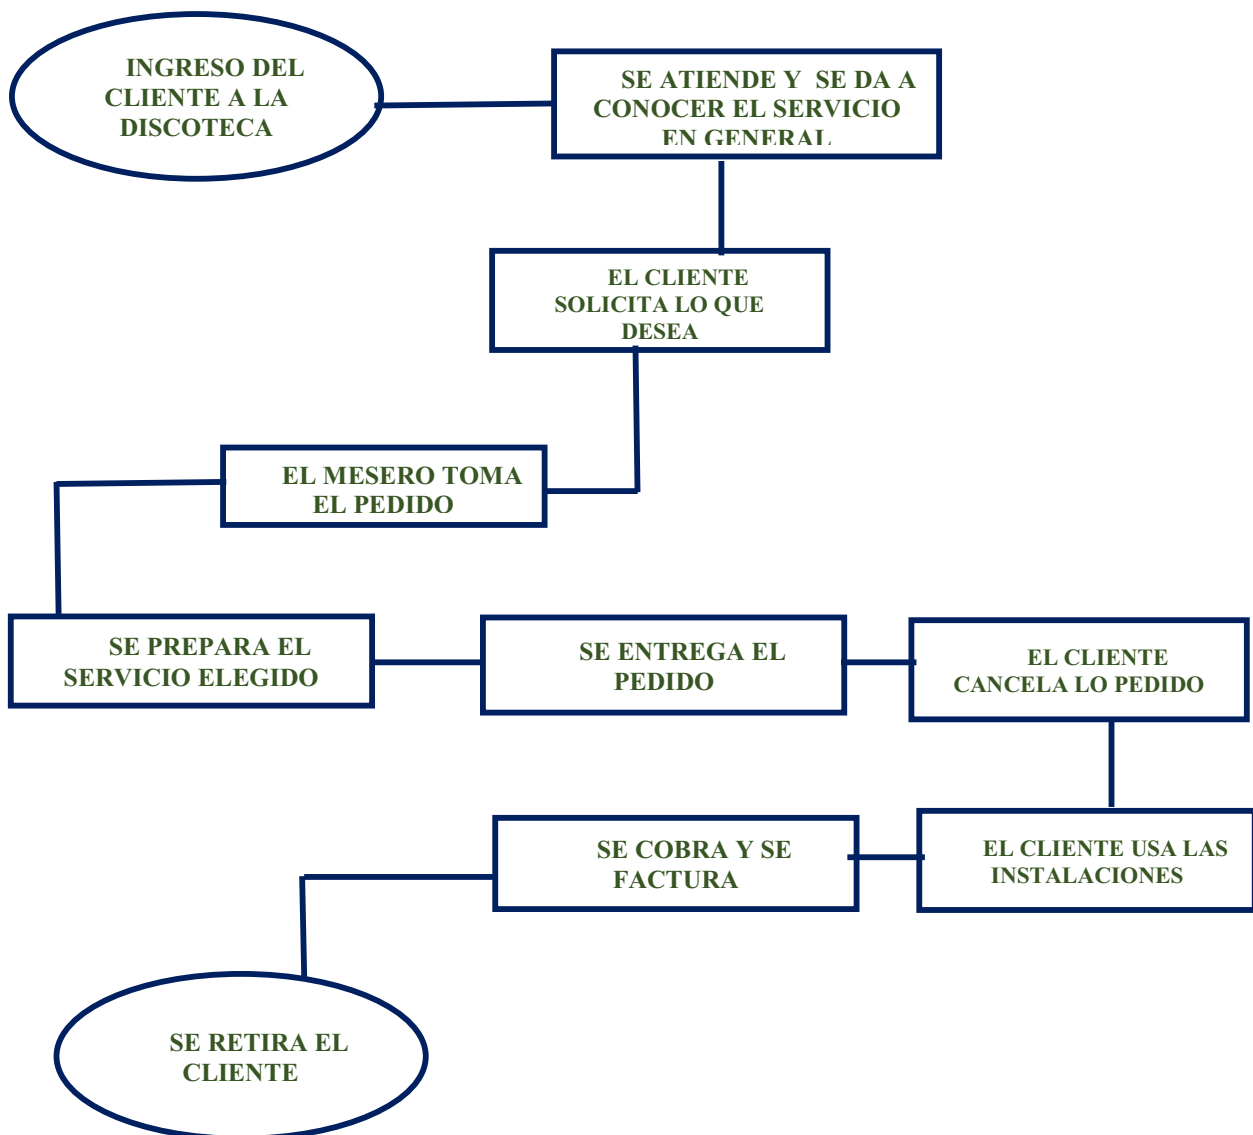 INGRESO DEL
CLIENTE A LA
DISCOTECA
SE ATIENDE Y SE DA A
CONOCER EL SERVICIO
EN GENERAL
EL CLIENTE
SOLICITA LO QUE
DESEA
EL MESERO TOMA
EL PEDIDO
SE PREPARA EL
SERVICIO ELEGIDO
SE ENTREGA EL
PEDIDO
EL CLIENTE
CANCELA LO PEDIDO
EL CLIENTE USA LAS
INSTALACIONES
SE COBRA Y SE
FACTURA
SE RETIRA EL
CLIENTE